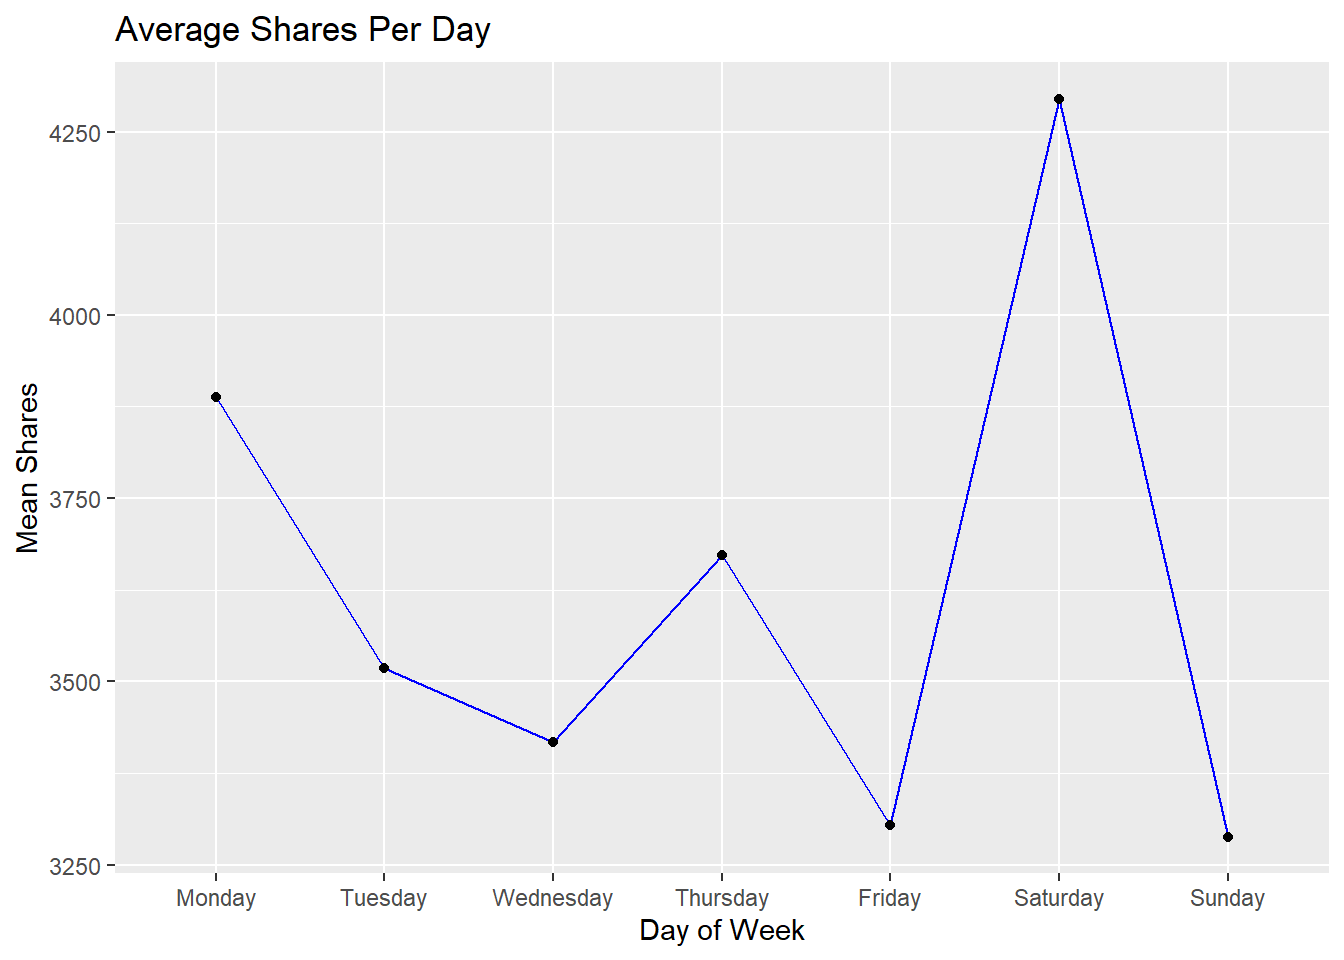 Average Shares Per Day
4250
4000
3750
3500
3250
Mean Shares
Monday Tuesday Wednesday Thursday Friday Saturday Sunday
Day of Week